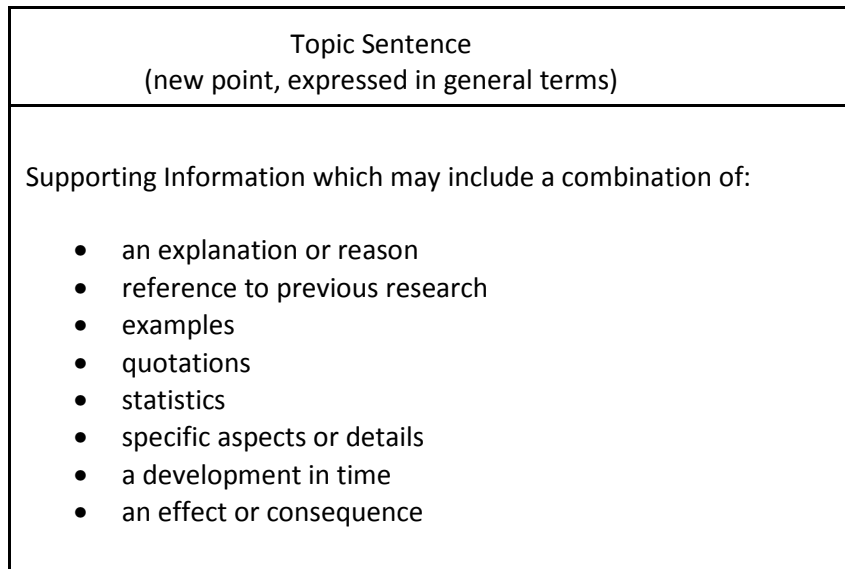 Topic Sentence
(new point, expressed in general terms)
Supporting Information which may include a combination of:
• an explanation or reason
• reference to previous research
• examples
• quotations
• statistics
• specific aspects or details
• a development in time
• an effect or consequence